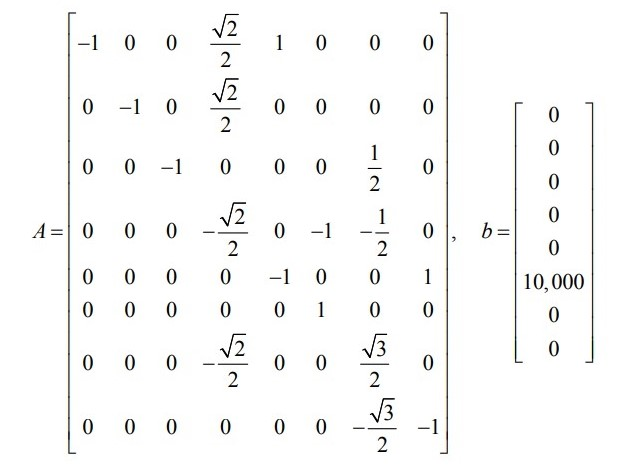 A = [ −1 0 0 √2/2 1 0 0 0
0 −1 0 √2/2 0 0 0 0
0 0 −1 0 0 0 1/2 0
0 0 0 −√2/2 0 −1 −1/2 0
0 0 0 0 −1 0 0 1
0 0 0 0 0 1 0 0
0 0 0 −√2/2 0 0 √3/2 0
0 0 0 0 0 0 −√3/2 −1 ] ,
b = [ 0
0
0
0
0
10,000
0
0 ]